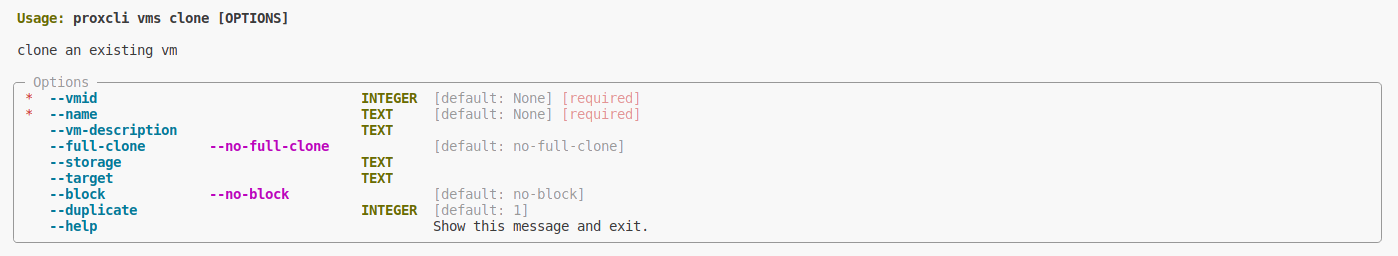 Usage: proxcli vms clone [OPTIONS]
clone an existing vm
Options
* --vmid INTEGER [default: None] [required]
* --name TEXT [default: None] [required]
--vm-description TEXT
--full-clone --no-full-clone [default: no-full-clone]
--storage TEXT
--target TEXT
--block --no-block [default: no-block]
--duplicate INTEGER [default: 1]
--help Show this message and exit.